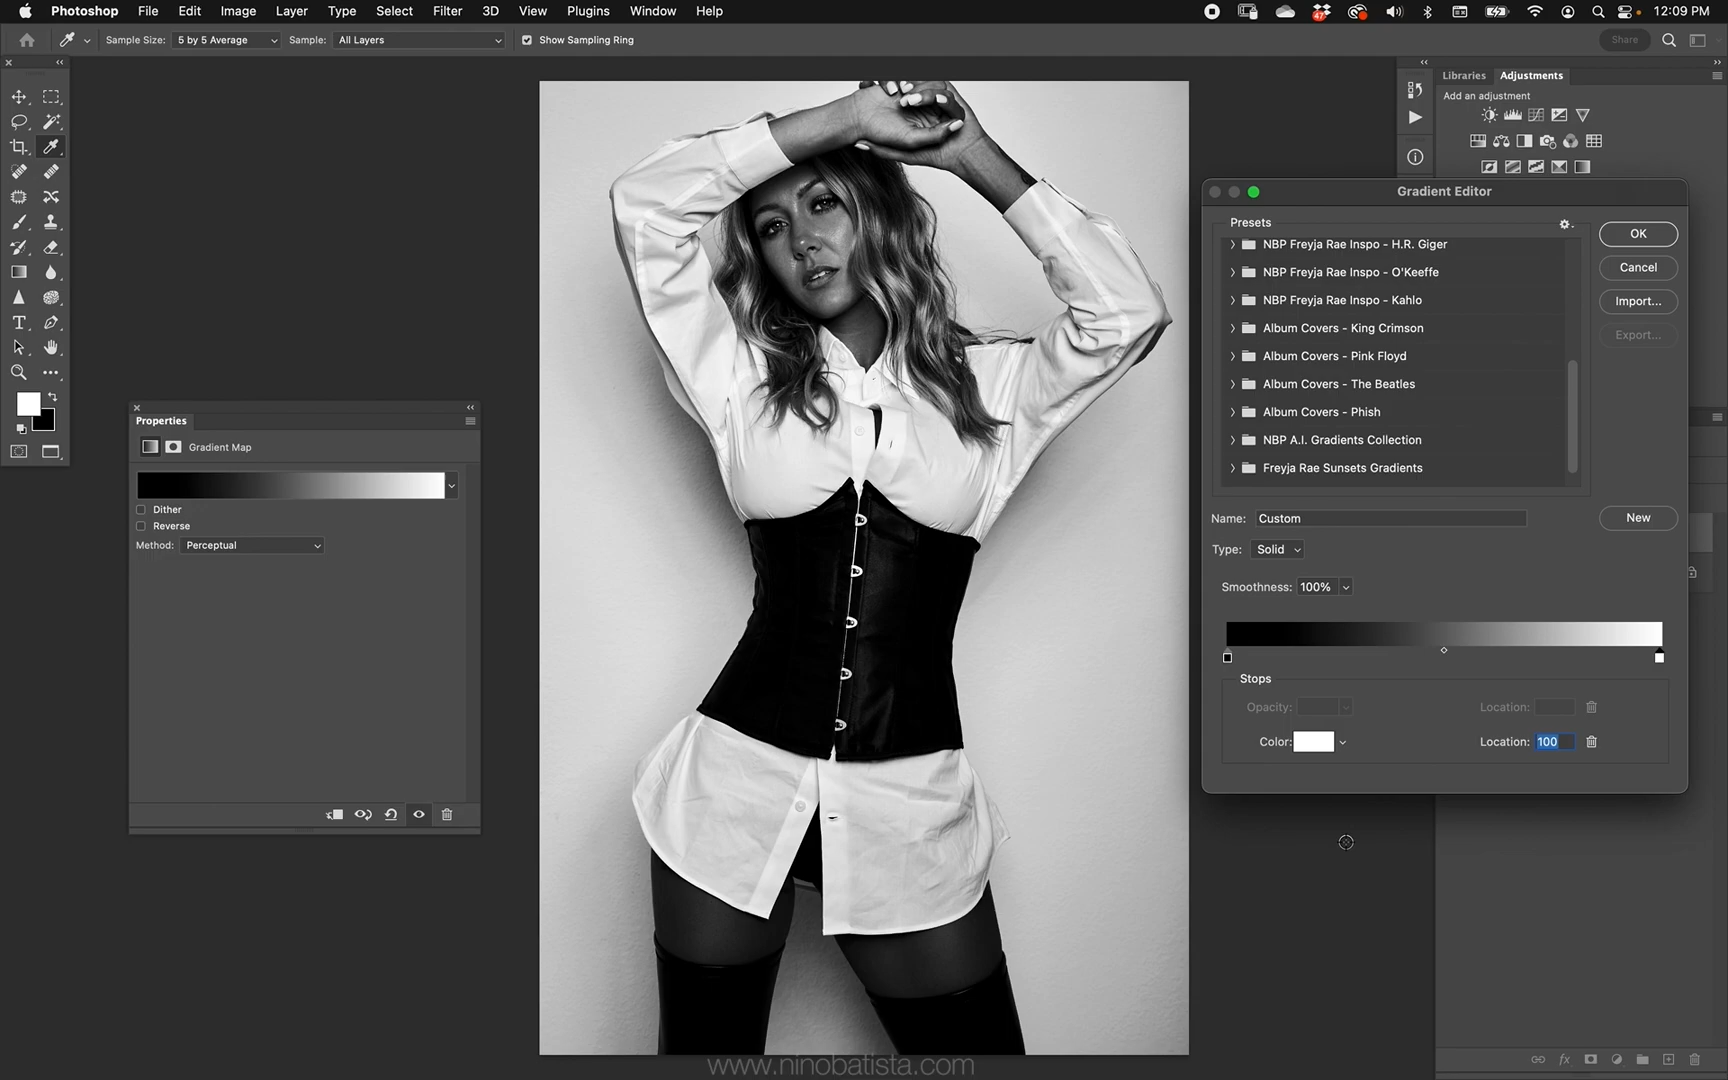 Photoshop File Edit Image Layer Type Select Filter 3D View Plugins Window Help 47 12:09 PM
Sample Size: 5 by 5 Average Sample: All Layers Show Sampling Ring Share
Libraries Adjustments
Add an adjustment
Gradient Editor
Presets
NBP Freyja Rae Inspo - H.R. Giger
NBP Freyja Rae Inspo - O'Keeffe
NBP Freyja Rae Inspo - Kahlo
Album Covers - King Crimson
Album Covers - Pink Floyd
Album Covers - The Beatles
Album Covers - Phish
NBP A.I. Gradients Collection
Freyja Rae Sunsets Gradients
OK
Cancel
Import...
Export...
Name: Custom
New
Type: Solid
Smoothness: 100%
Stops
Opacity: Location:
Color: Location: 100
Properties
Gradient Map
Dither
Reverse
Method: Perceptual
www.ninobatista.com